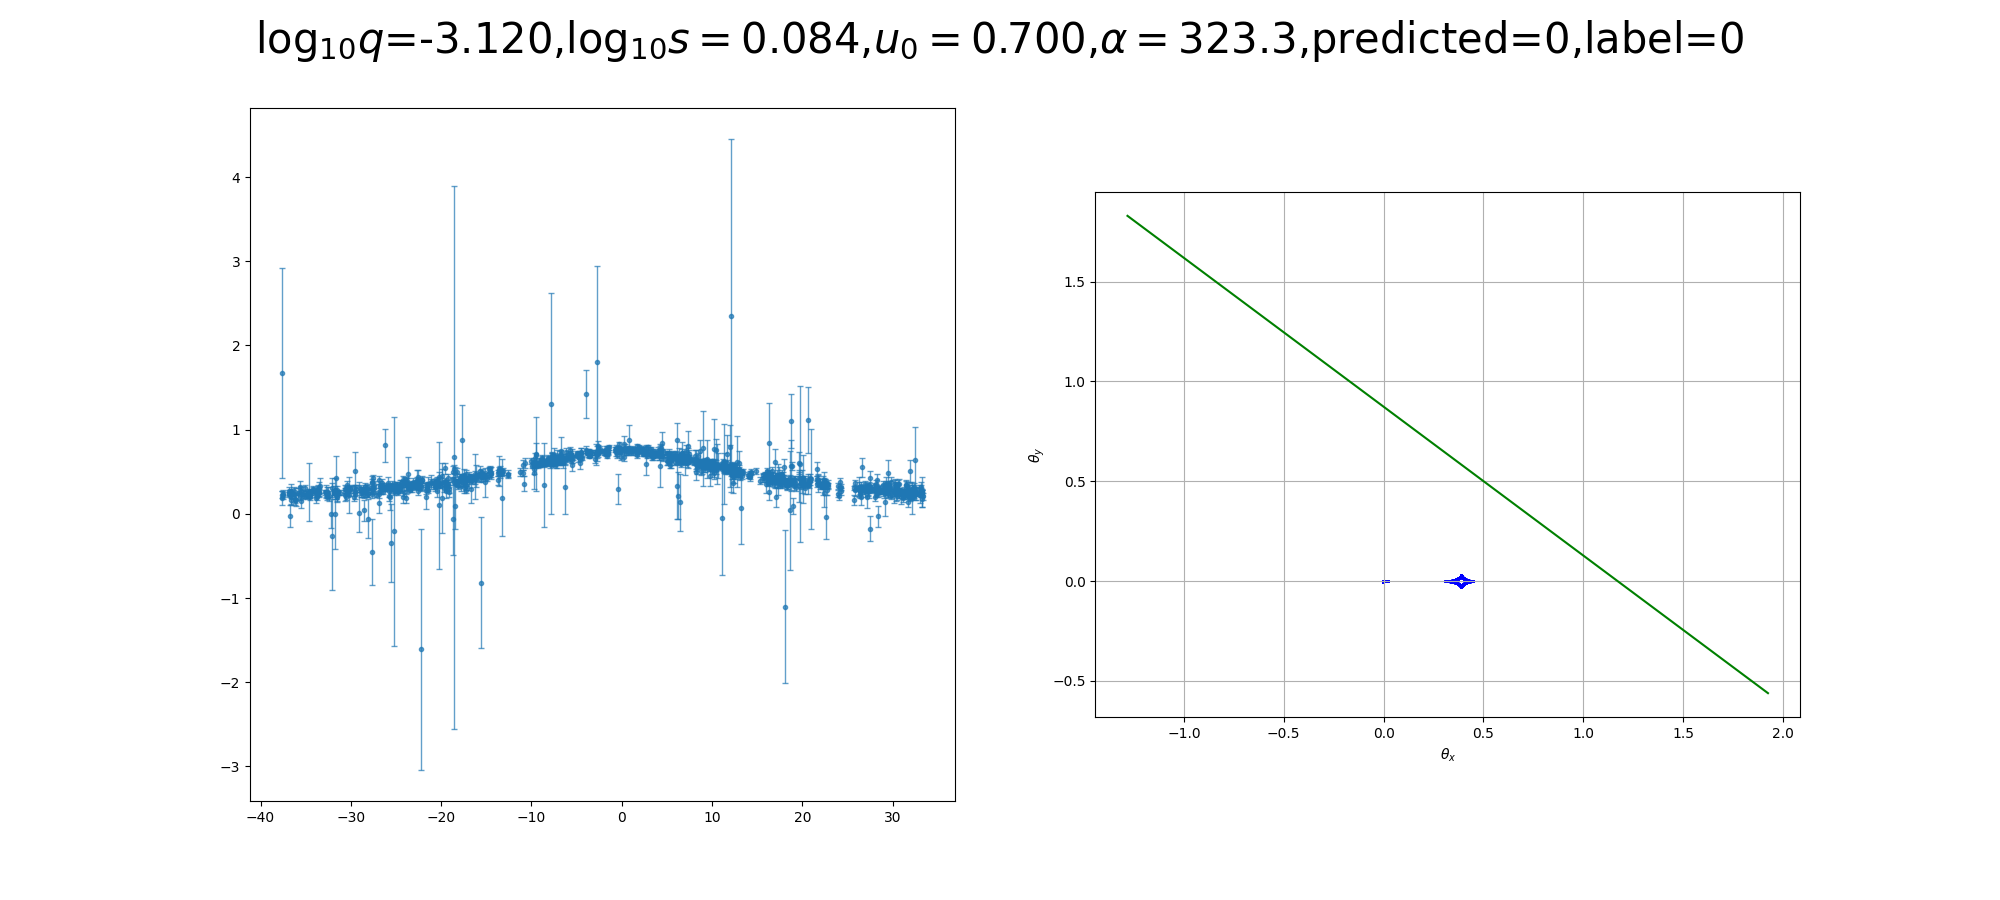 log₁₀q=-3.120,log₁₀s = 0.084,u₀ = 0.700,α = 323.3,predicted=0,label=0
4
3
2
1
0
−1
−2
−3
−40 −30 −20 −10 0 10 20 30
θy
1.5
1.0
0.5
0.0
−0.5
−1.0 −0.5 0.0 0.5 1.0 1.5 2.0
θx